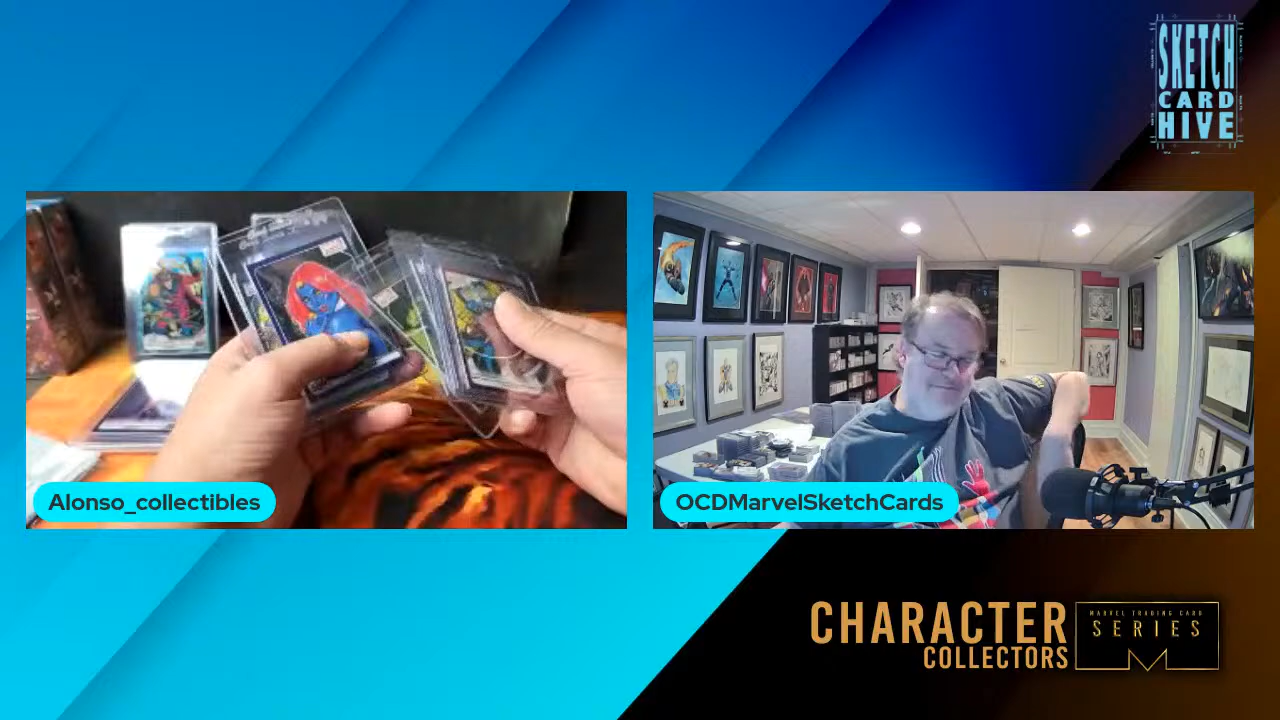 SKETCH
CARD
HIVE
Alonso_collectibles
OCDMarvelSketchCards
CHARACTER
COLLECTORS
MARVEL TRADING CARD
SERIES
M